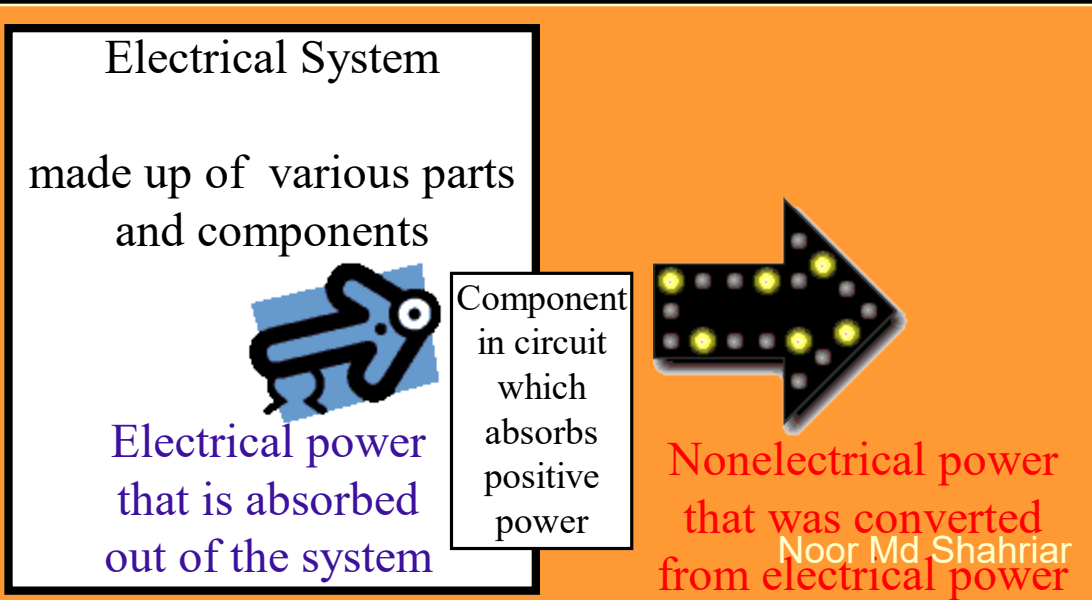 Electrical System
made up of various parts
and components
Electrical power
that is absorbed
out of the system
Component
in circuit
which
absorbs
positive
power
Nonelectrical power
that was converted
from electrical power
Noor Md Shahriar